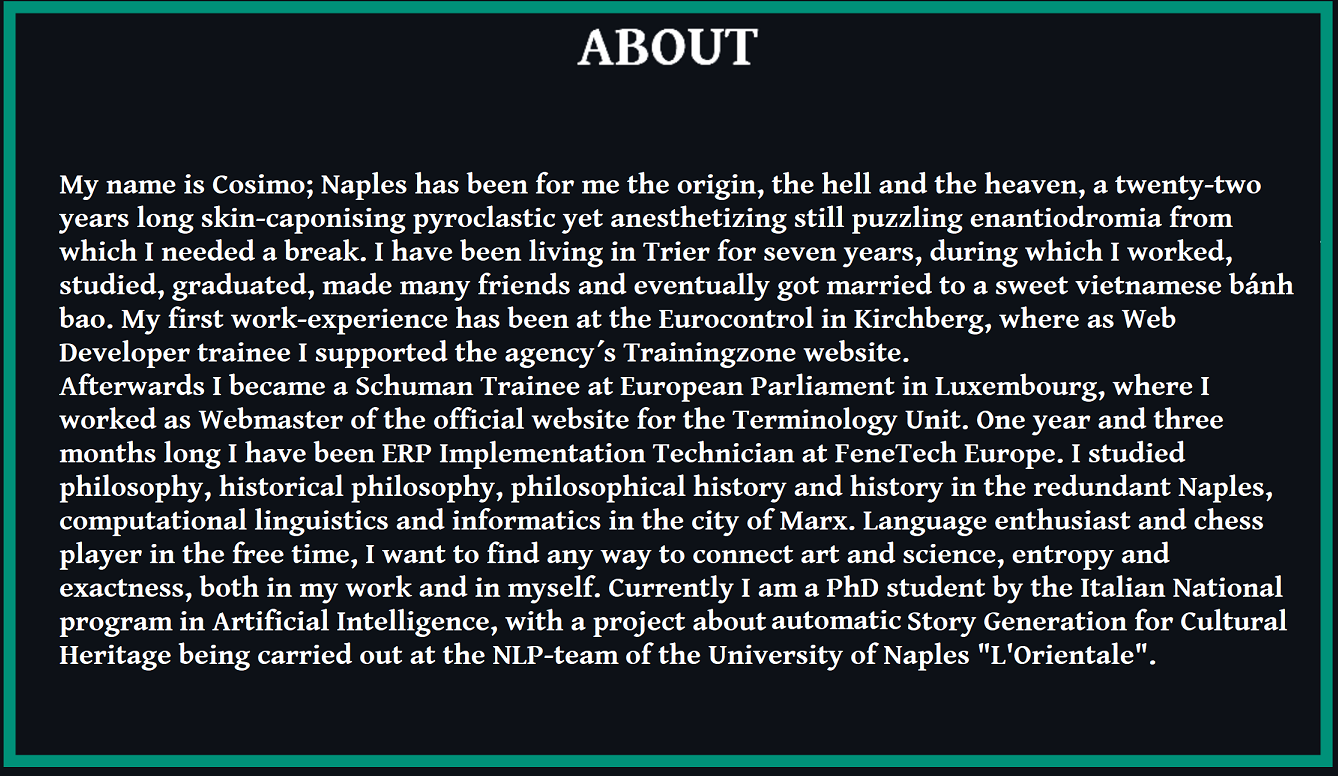 ABOUT
My name is Cosimo; Naples has been for me the origin, the hell and the heaven, a twenty-two
years long skin-caponising pyroclastic yet anesthetizing still puzzling enantiodromia from
which I needed a break. I have been living in Trier for seven years, during which I worked,
studied, graduated, made many friends and eventually got married to a sweet vietnamese bánh
bao. My first work-experience has been at the Eurocontrol in Kirchberg, where as Web
Developer trainee I supported the agency´s Trainingzone website.
Afterwards I became a Schuman Trainee at European Parliament in Luxembourg, where I
worked as Webmaster of the official website for the Terminology Unit. One year and three
months long I have been ERP Implementation Technician at FeneTech Europe. I studied
philosophy, historical philosophy, philosophical history and history in the redundant Naples,
computational linguistics and informatics in the city of Marx. Language enthusiast and chess
player in the free time, I want to find any way to connect art and science, entropy and
exactness, both in my work and in myself. Currently I am a PhD student by the Italian National
program in Artificial Intelligence, with a project about automatic Story Generation for Cultural
Heritage being carried out at the NLP-team of the University of Naples "L'Orientale".